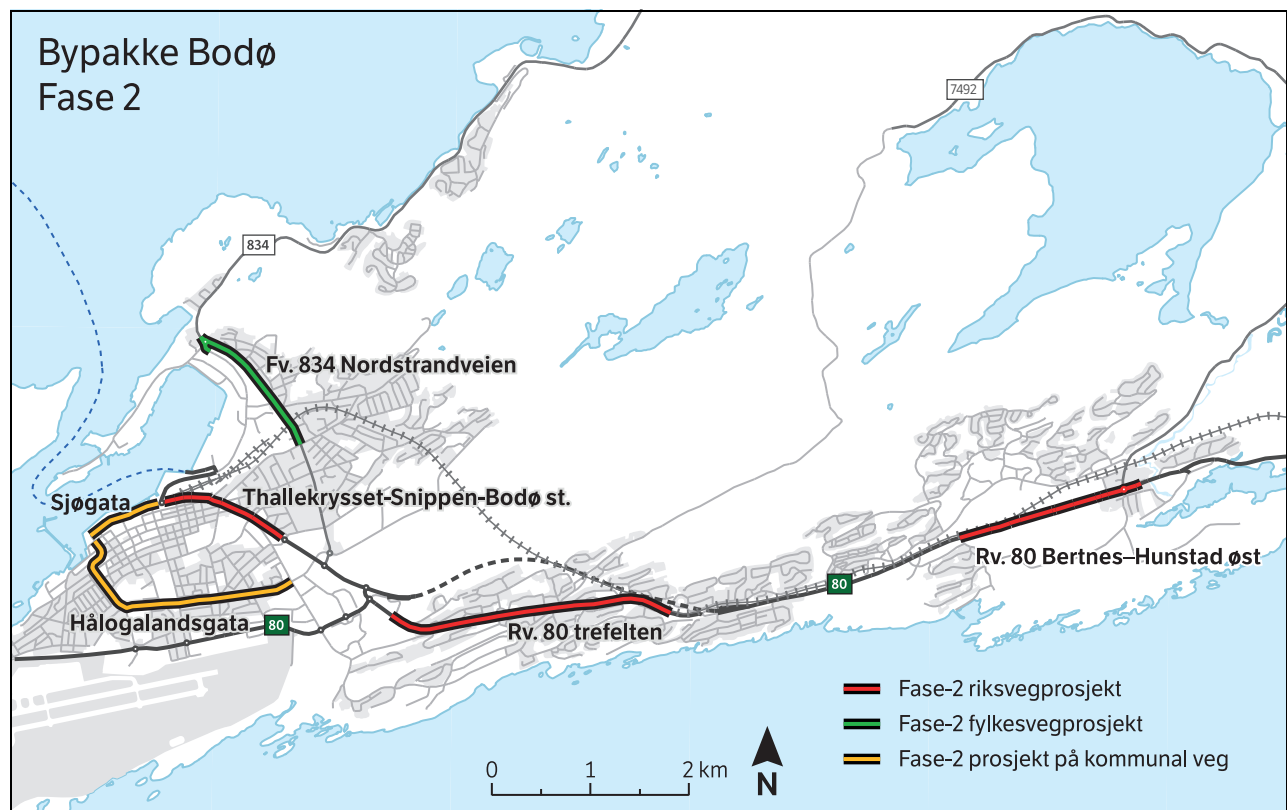 Bypakke Bodø
Fase 2
7492
834
Fv. 834 Nordstrandveien
Sjøgata
Thallekrysset-Snippen-Bodø st.
Rv. 80 Bertnes–Hunstad øst
80
Hålogalandsgata
80
Rv. 80 trefelten
Fase-2 riksvegprosjekt
Fase-2 fylkesvegprosjekt
Fase-2 prosjekt på kommunal veg
0 1 2 km
N